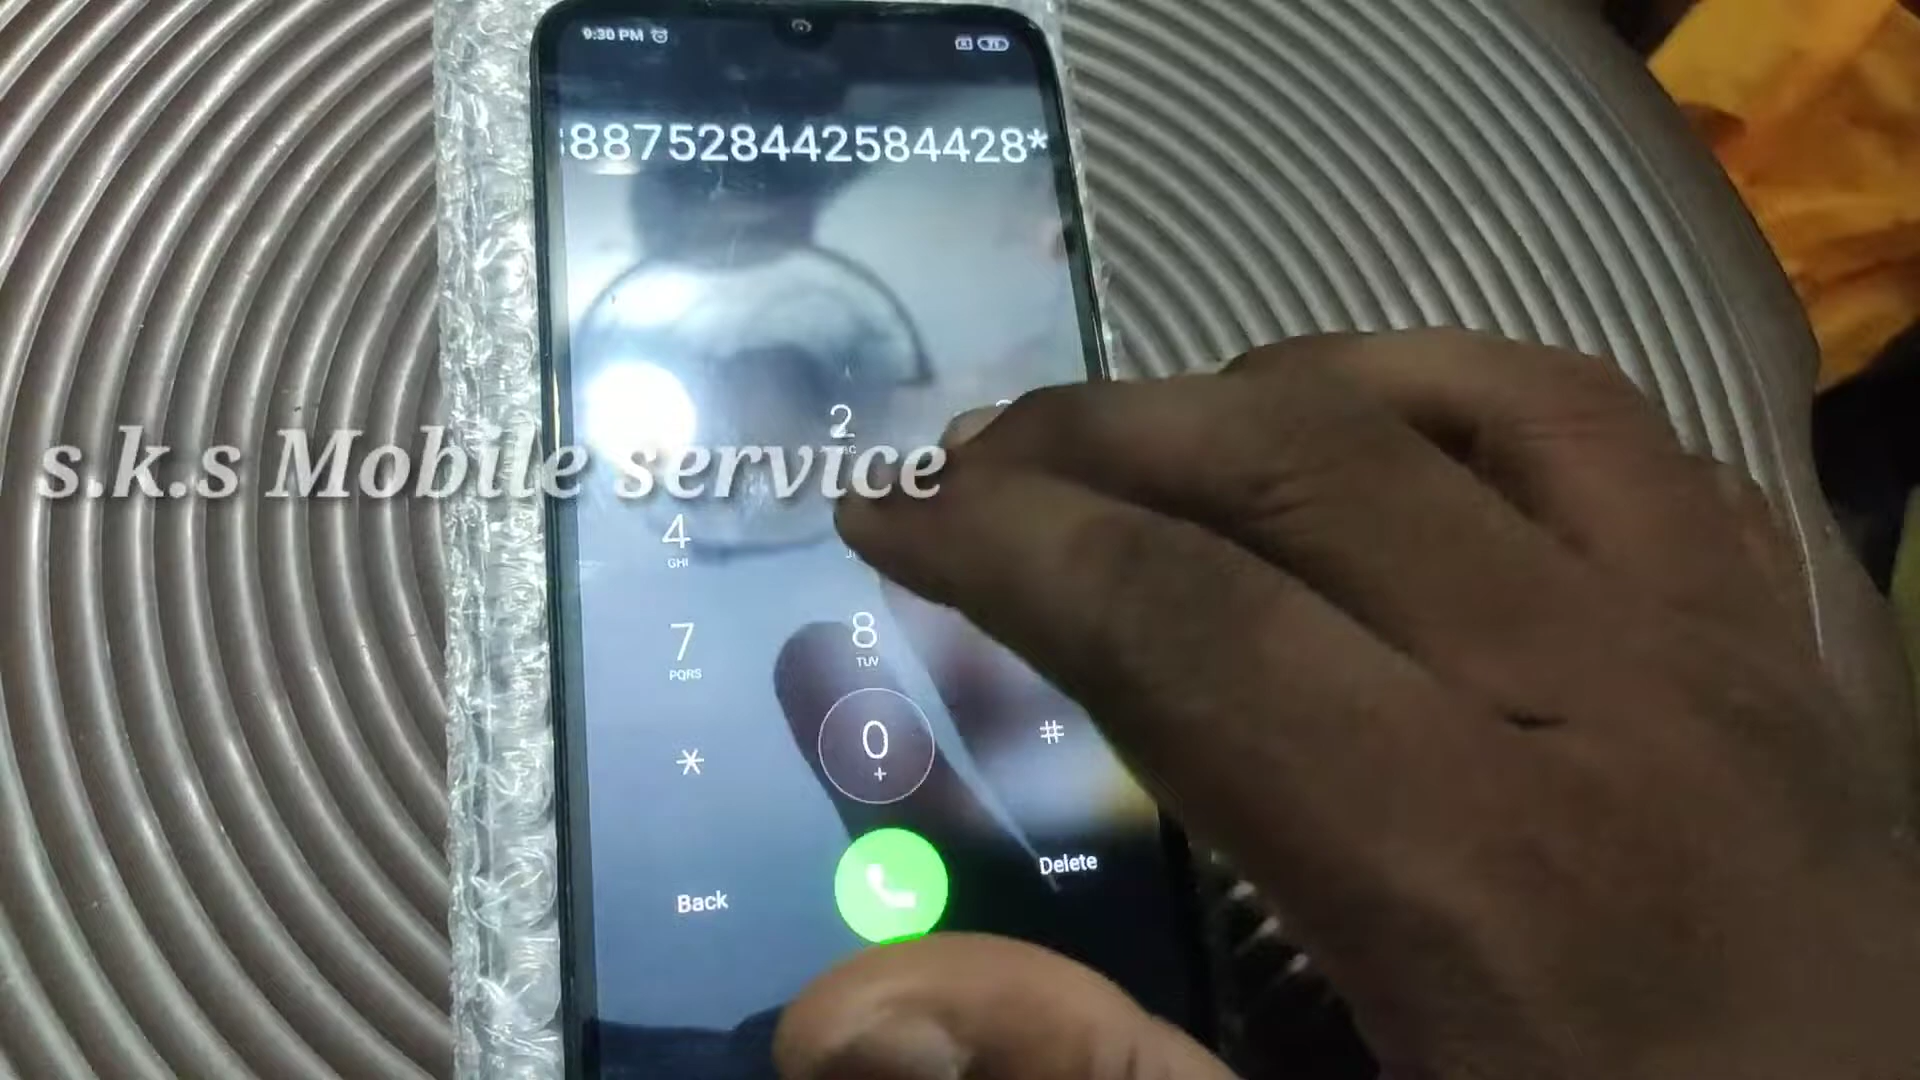 9:30 PM
887528442584428*
2
s.k.s Mobile service
4
GHI
7
PQRS
8
TUV
*
0
+
#
Back
Delete